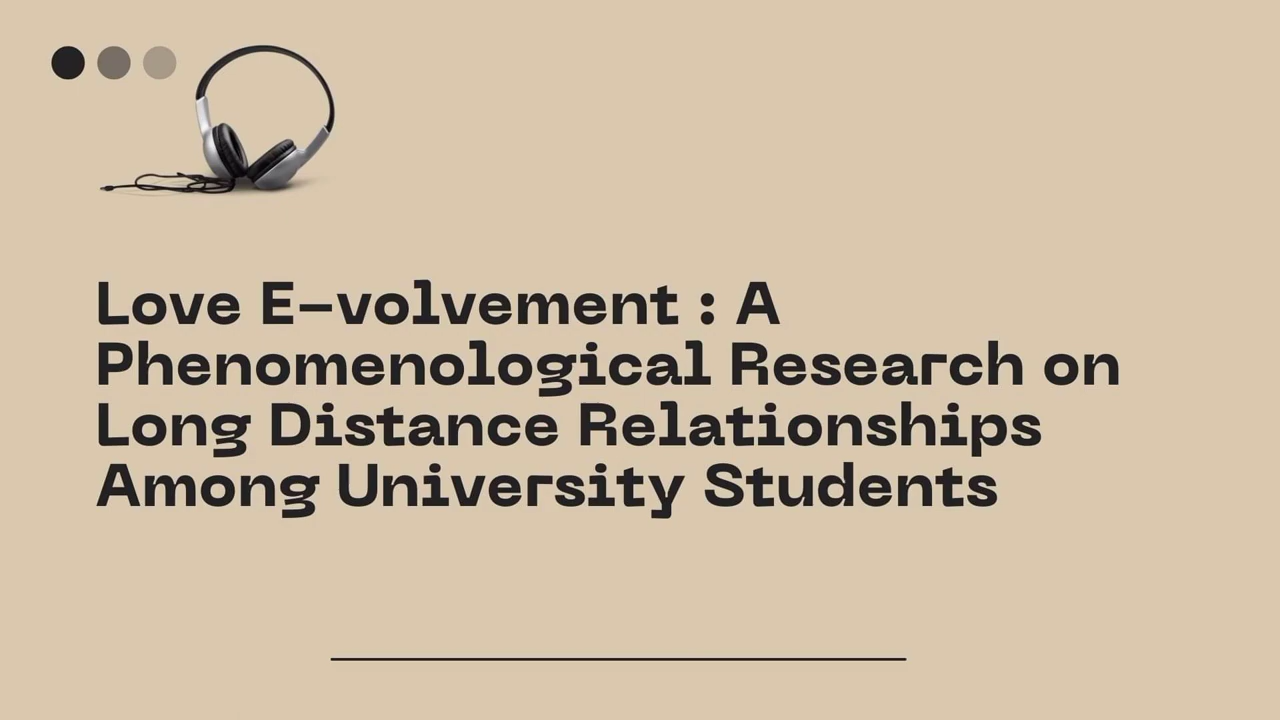 Love E-volvement : A
Phenomenological Research on
Long Distance Relationships
Among University Students